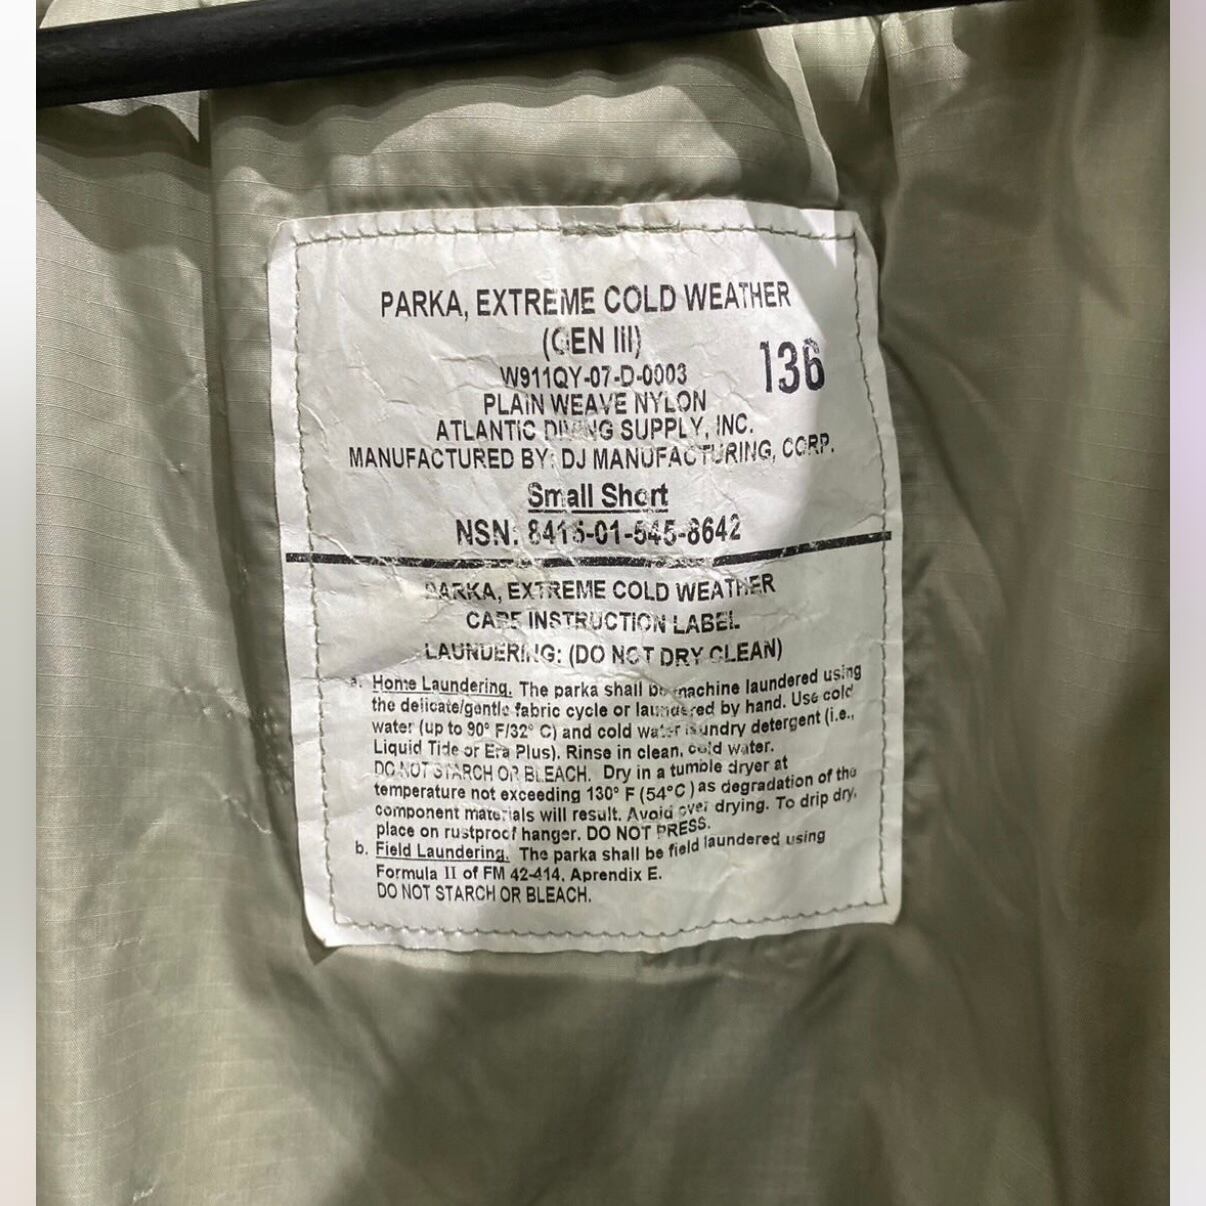 PARKA, EXTREME COLD WEATHER
(GEN III)
136
W911QY-07-D-0003
PLAIN WEAVE NYLON
ATLANTIC DIVING SUPPLY, INC.
MANUFACTURED BY: DJ MANUFACTURING, CORP.
Small Short
NSN: 8415-01-545-8642
PARKA, EXTREME COLD WEATHER
CARE INSTRUCTION LABEL
LAUNDERING: (DO NOT DRY CLEAN)
a. Home Laundering. The parka shall be machine laundered using
the delicate/gentle fabric cycle or laundered by hand. Use cold
water (up to 90° F/32° C) and cold water laundry detergent (i.e.,
Liquid Tide or Era Plus). Rinse in clean, cold water.
DO NOT STARCH OR BLEACH. Dry in a tumble dryer at
temperature not exceeding 130° F (54°C) as degradation of the
component materials will result. Avoid over drying. To drip dry,
place on rustproof hanger. DO NOT PRESS.
b. Field Laundering. The parka shall be field laundered using
Formula II of FM 42-414, Appendix E.
DO NOT STARCH OR BLEACH.